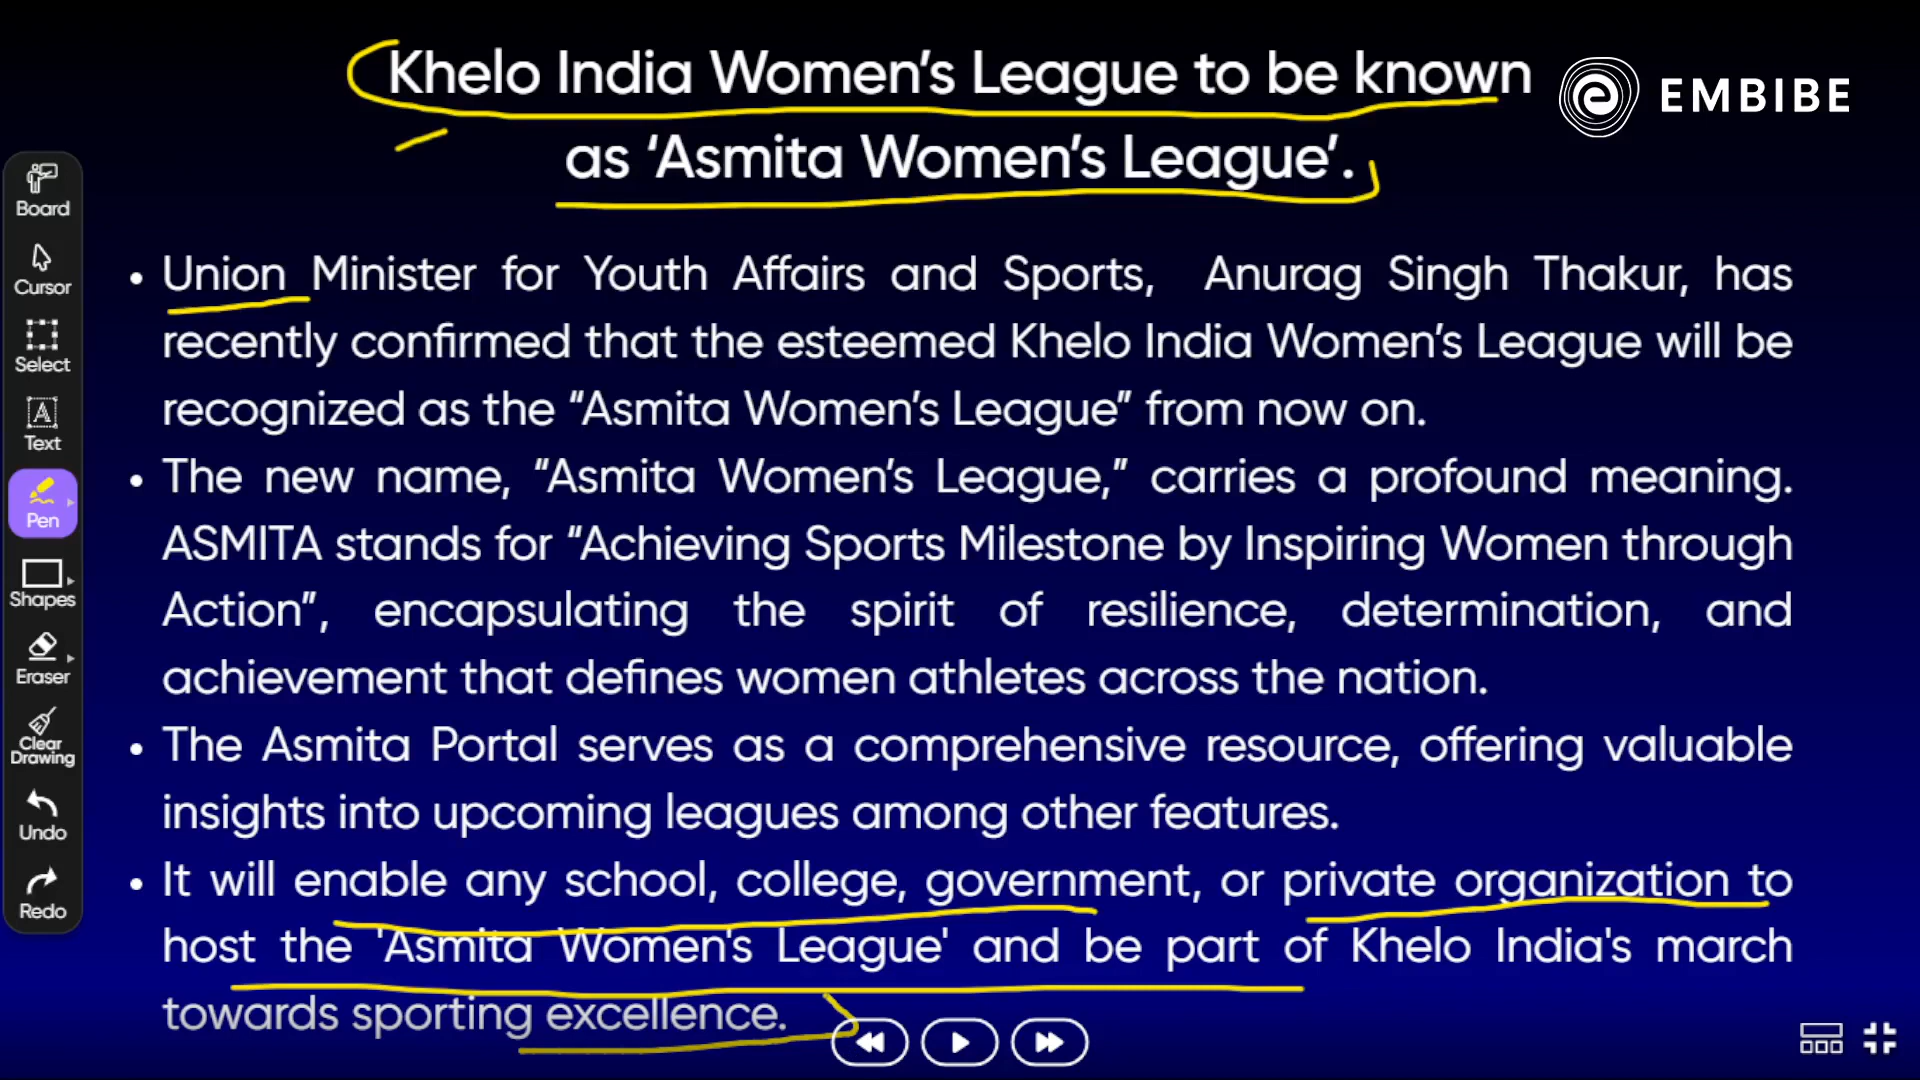 Khelo India Women's League to be known
as 'Asmita Women's League'.
EMBIBE
Board
Cursor
Select
Text
Pen
Shapes
Eraser
Clear
Drawing
Undo
Redo
• Union Minister for Youth Affairs and Sports, Anurag Singh Thakur, has
recently confirmed that the esteemed Khelo India Women's League will be
recognized as the “Asmita Women's League” from now on.
• The new name, “Asmita Women's League,” carries a profound meaning.
ASMITA stands for “Achieving Sports Milestone by Inspiring Women through
Action”, encapsulating the spirit of resilience, determination, and
achievement that defines women athletes across the nation.
• The Asmita Portal serves as a comprehensive resource, offering valuable
insights into upcoming leagues among other features.
• It will enable any school, college, government, or private organization to
host the 'Asmita Women's League' and be part of Khelo India's march
towards sporting excellence.